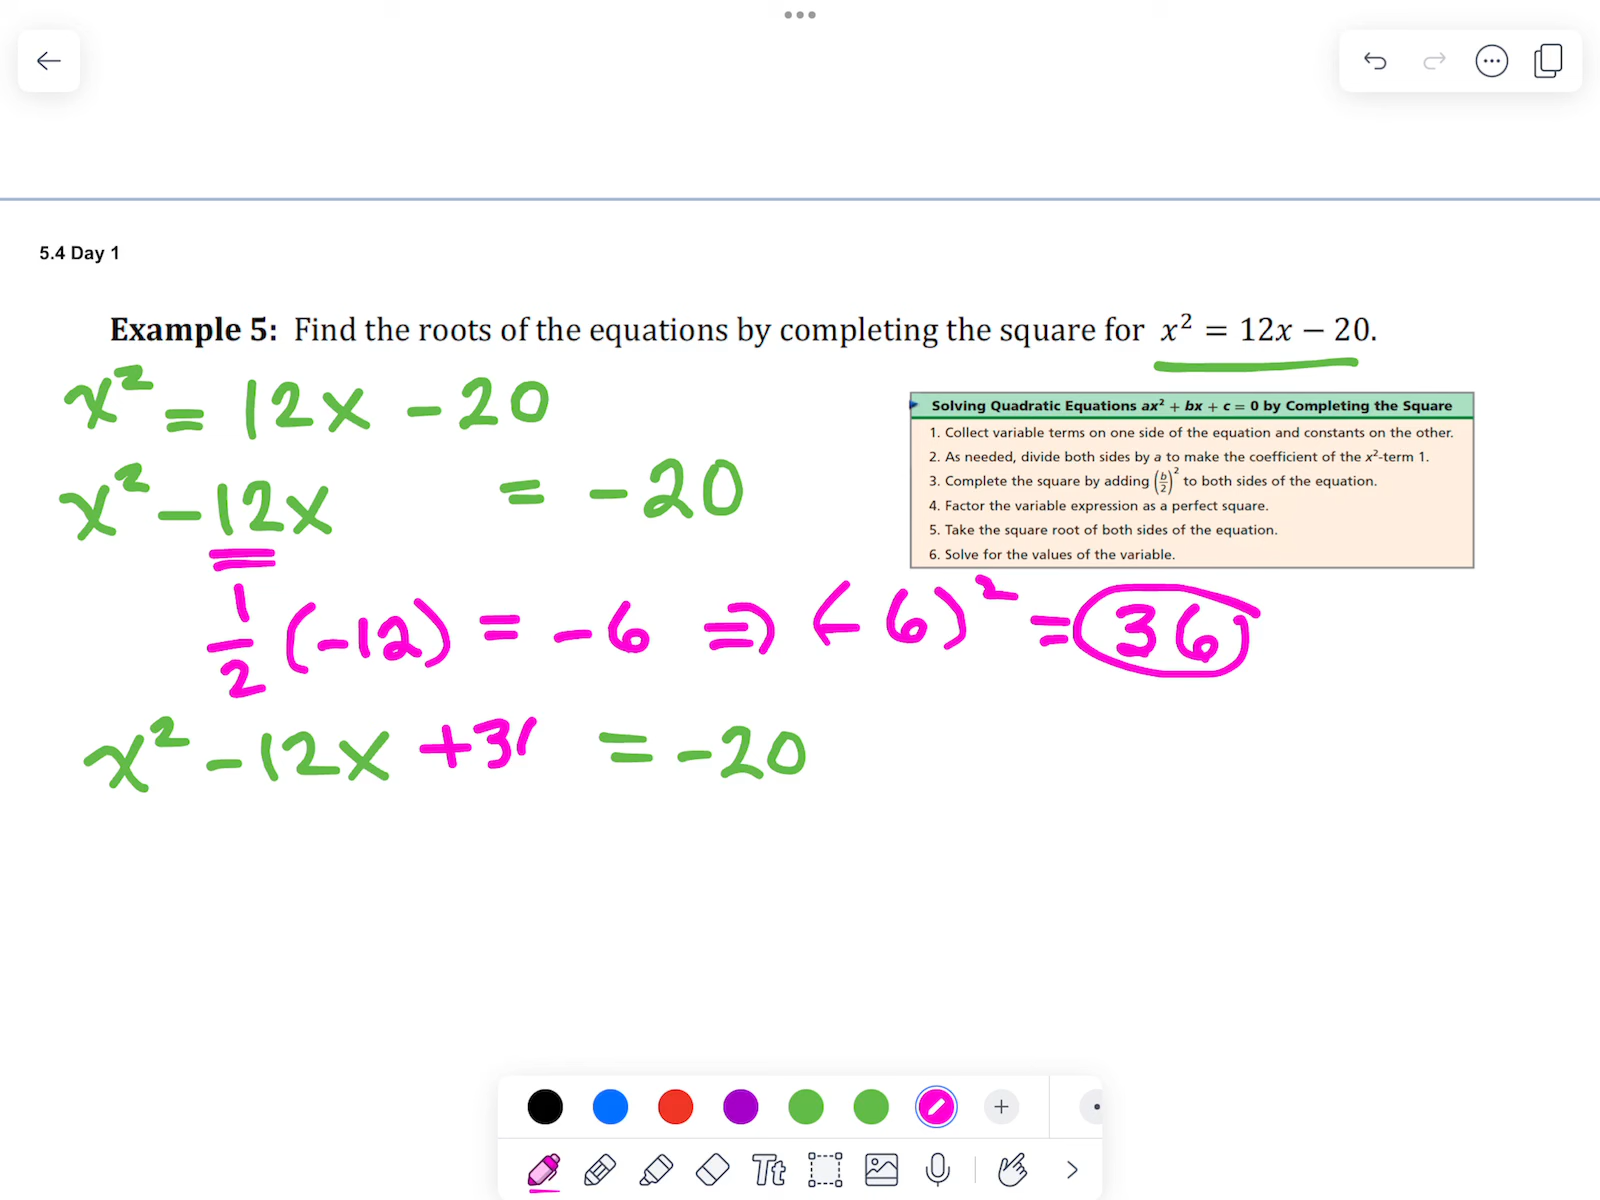 5.4 Day 1
Example 5: Find the roots of the equations by completing the square for x² = 12x − 20.
x² = 12x - 20
x² - 12x = -20
1/2 (-12) = -6 ⇒ (-6)² = 36
x² - 12x +3 = -20
Solving Quadratic Equations ax² + bx + c = 0 by Completing the Square
1. Collect variable terms on one side of the equation and constants on the other.
2. As needed, divide both sides by a to make the coefficient of the x²-term 1.
3. Complete the square by adding (b/2)² to both sides of the equation.
4. Factor the variable expression as a perfect square.
5. Take the square root of both sides of the equation.
6. Solve for the values of the variable.
Tt